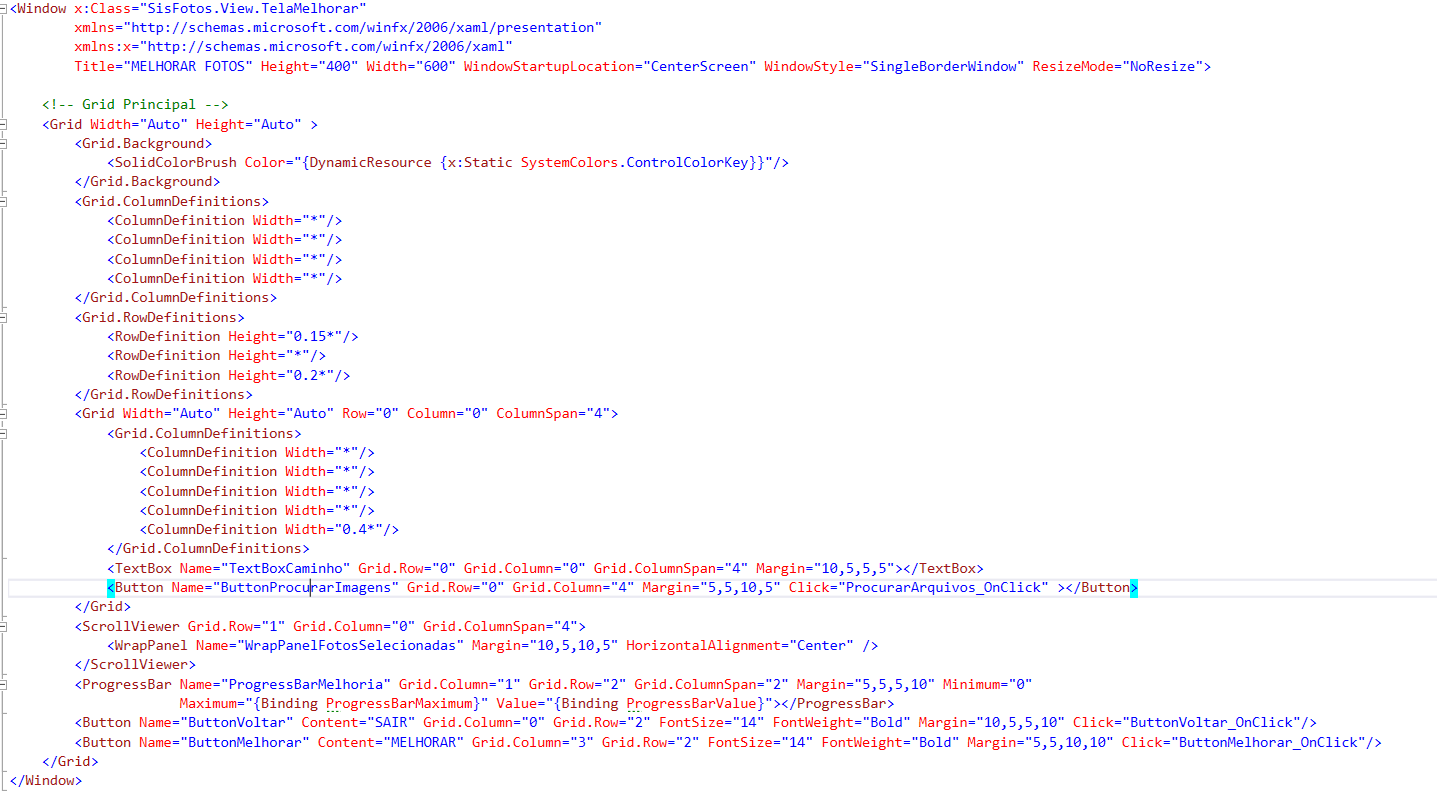 <Window x:Class="SisFotos.View.TelaMelhorar"
        xmlns="http://schemas.microsoft.com/winfx/2006/xaml/presentation"
        xmlns:x="http://schemas.microsoft.com/winfx/2006/xaml"
        Title="MELHORAR FOTOS" Height="400" Width="600" WindowStartupLocation="CenterScreen" WindowStyle="SingleBorderWindow" ResizeMode="NoResize">

    <!-- Grid Principal -->
    <Grid Width="Auto" Height="Auto" >
        <Grid.Background>
            <SolidColorBrush Color="{DynamicResource {x:Static SystemColors.ControlColorKey}}"/>
        </Grid.Background>
        <Grid.ColumnDefinitions>
            <ColumnDefinition Width="*"/>
            <ColumnDefinition Width="*"/>
            <ColumnDefinition Width="*"/>
            <ColumnDefinition Width="*"/>
        </Grid.ColumnDefinitions>
        <Grid.RowDefinitions>
            <RowDefinition Height="0.15*"/>
            <RowDefinition Height="*"/>
            <RowDefinition Height="0.2*"/>
        </Grid.RowDefinitions>
        <Grid Width="Auto" Height="Auto" Row="0" Column="0" ColumnSpan="4">
            <Grid.ColumnDefinitions>
                <ColumnDefinition Width="*"/>
                <ColumnDefinition Width="*"/>
                <ColumnDefinition Width="*"/>
                <ColumnDefinition Width="*"/>
                <ColumnDefinition Width="0.4*"/>
            </Grid.ColumnDefinitions>
            <TextBox Name="TextBoxCaminho" Grid.Row="0" Grid.Column="0" Grid.ColumnSpan="4" Margin="10,5,5,5"></TextBox>
            <Button Name="ButtonProcurarImagens" Grid.Row="0" Grid.Column="4" Margin="5,5,10,5" Click="ProcurarArquivos_OnClick" ></Button>
        </Grid>
        <ScrollViewer Grid.Row="1" Grid.Column="0" Grid.ColumnSpan="4">
            <WrapPanel Name="WrapPanelFotosSelecionadas" Margin="10,5,10,5" HorizontalAlignment="Center" />
        </ScrollViewer>
        <ProgressBar Name="ProgressBarMelhoria" Grid.Column="1" Grid.Row="2" Grid.ColumnSpan="2" Margin="5,5,5,10" Minimum="0"
                     Maximum="{Binding ProgressBarMaximum}" Value="{Binding ProgressBarValue}"></ProgressBar>
        <Button Name="ButtonVoltar" Content="SAIR" Grid.Column="0" Grid.Row="2" FontSize="14" FontWeight="Bold" Margin="10,5,5,10" Click="ButtonVoltar_OnClick"/>
        <Button Name="ButtonMelhorar" Content="MELHORAR" Grid.Column="3" Grid.Row="2" FontSize="14" FontWeight="Bold" Margin="5,5,10,10" Click="ButtonMelhorar_OnClick"/>
    </Grid>
</Window>